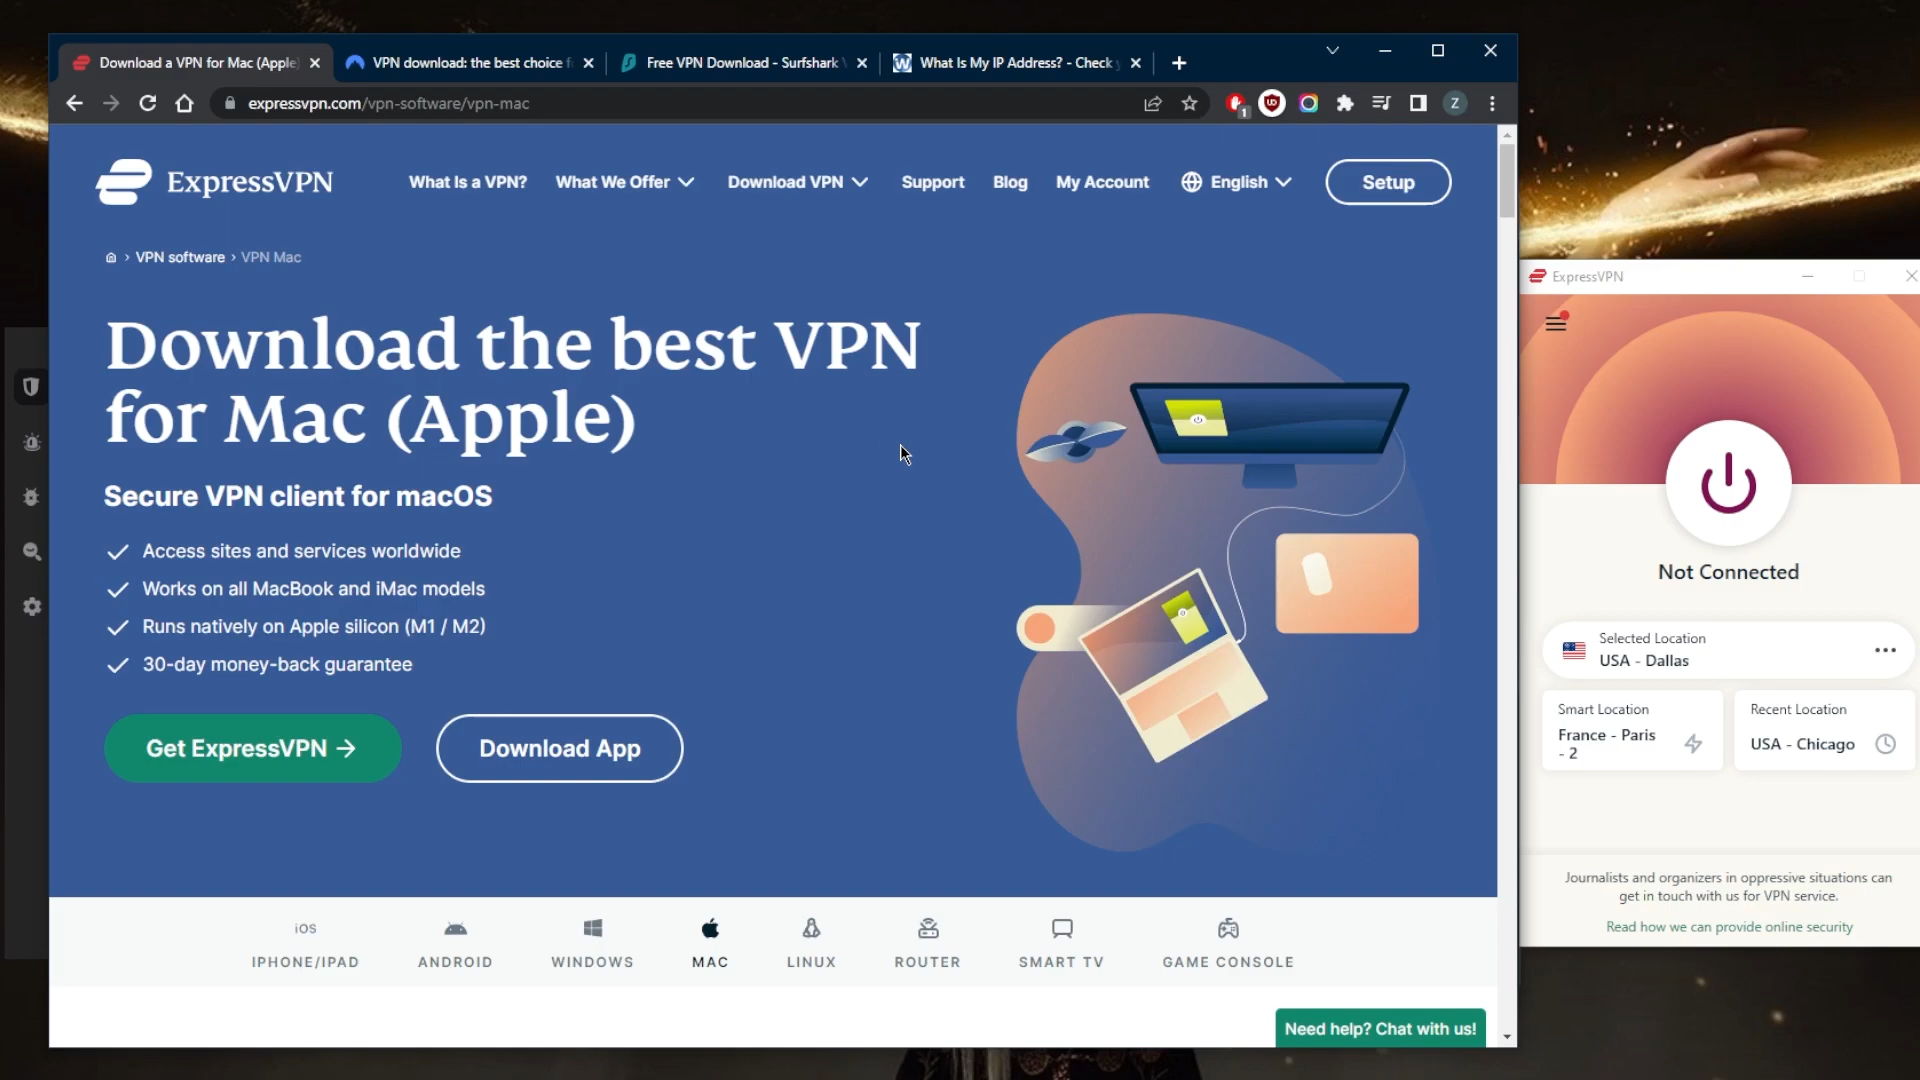 Download a VPN for Mac (Apple)
VPN download: the best choice f
Free VPN Download - Surfshark V
What Is My IP Address? - Check y
expressvpn.com/vpn-software/vpn-mac
1
Z
ExpressVPN
What Is a VPN?
What We Offer
Download VPN
Support
Blog
My Account
English
Setup
VPN software › VPN Mac
Download the best VPN
for Mac (Apple)
Secure VPN client for macOS
Access sites and services worldwide
Works on all MacBook and iMac models
Runs natively on Apple silicon (M1 / M2)
30-day money-back guarantee
Get ExpressVPN →
Download App
iOS
IPHONE/IPAD
ANDROID
WINDOWS
MAC
LINUX
ROUTER
SMART TV
GAME CONSOLE
Need help? Chat with us!
ExpressVPN
Not Connected
Selected Location
USA - Dallas
Smart Location
France - Paris
- 2
Recent Location
USA - Chicago
Journalists and organizers in oppressive situations can
get in touch with us for VPN service.
Read how we can provide online security